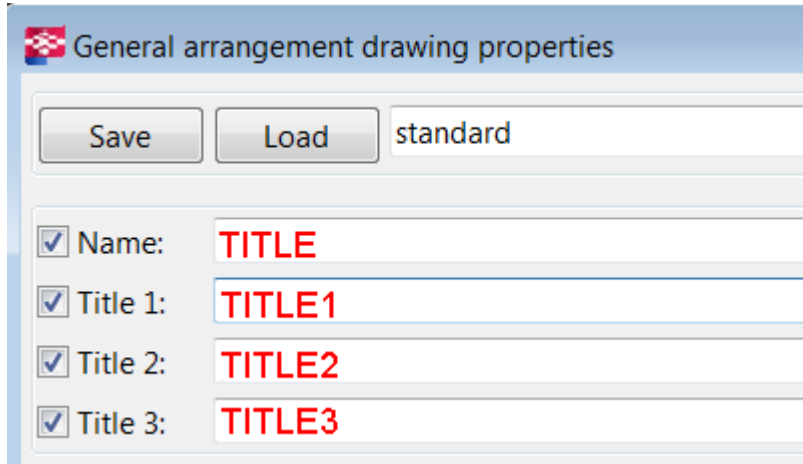 General arrangement drawing properties
Save Load standard
Name: TITLE
Title 1: TITLE1
Title 2: TITLE2
Title 3: TITLE3